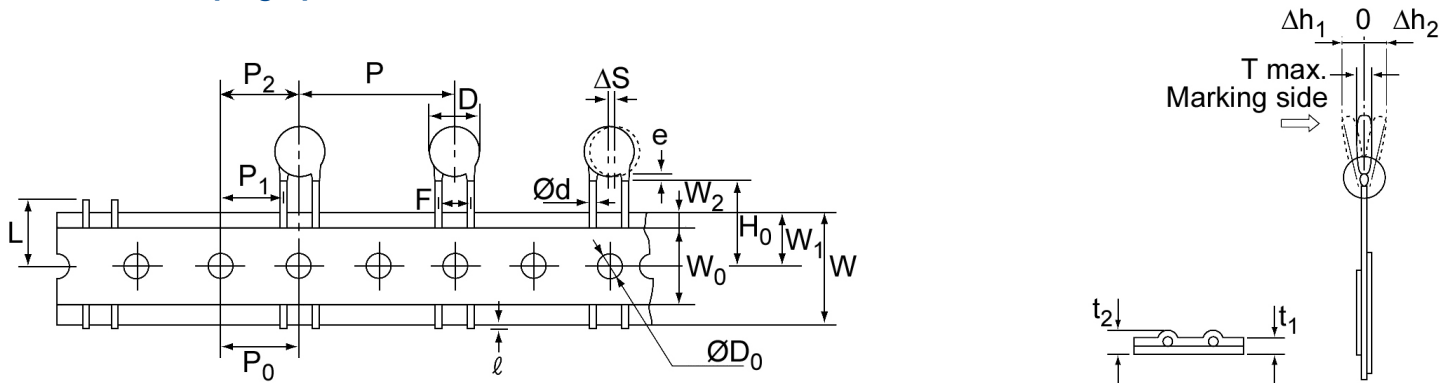 Δh1 0 Δh2
P2 P ΔS
D
T max.
Marking side
e
P1 F Ød W2
L H0 W1
W0 W
t2 t1
P0 ℓ ØD0